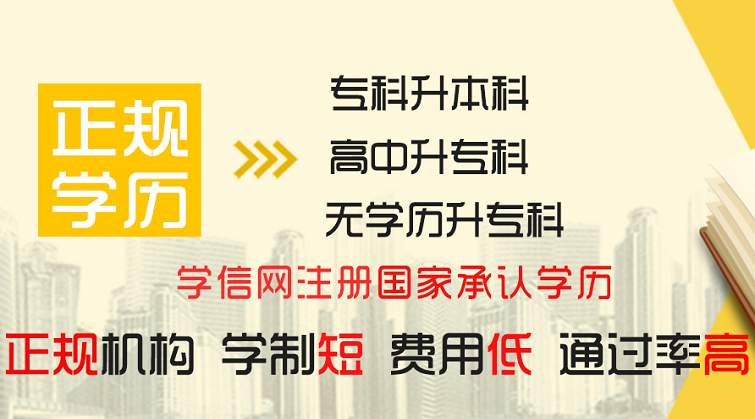 正规
学历
专科升本科
高中升专科
无学历升专科
学信网注册国家承认学历
正规机构 学制短 费用低 通过率高